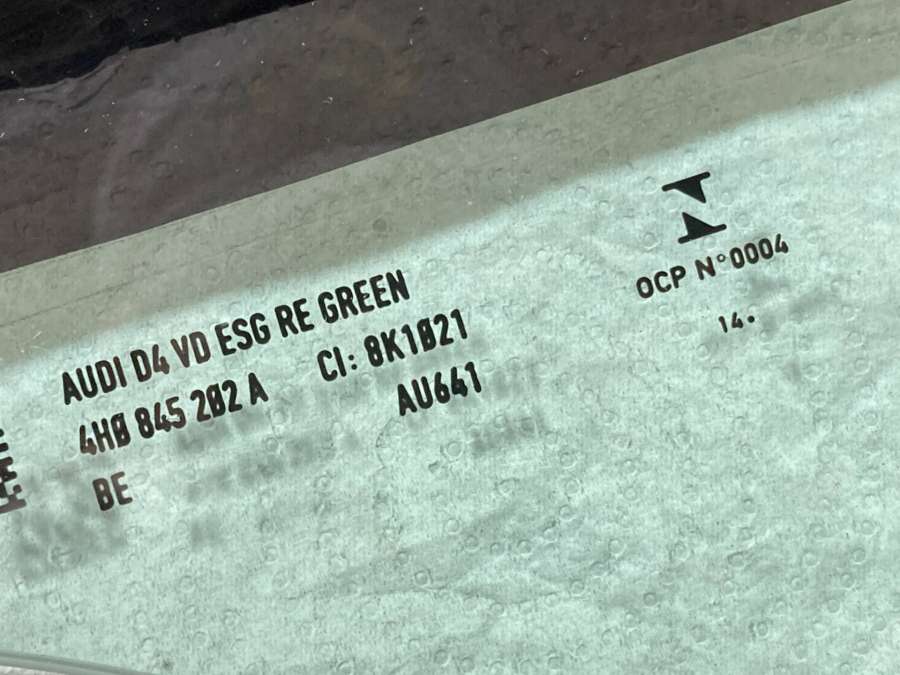 AUDI D4 VD ESG RE GREEN
4H0 845 202 A CI: 8K1021
BE AU641
OCP N°0004
14.